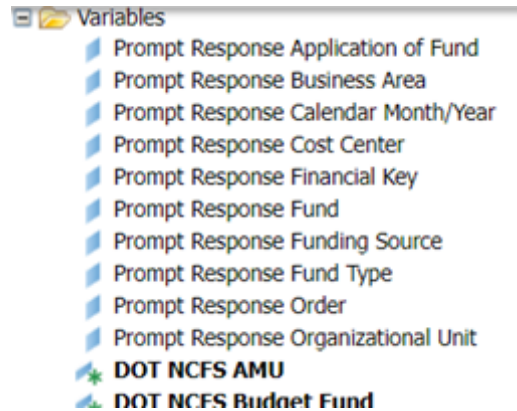 Variables
Prompt Response Application of Fund
Prompt Response Business Area
Prompt Response Calendar Month/Year
Prompt Response Cost Center
Prompt Response Financial Key
Prompt Response Fund
Prompt Response Funding Source
Prompt Response Fund Type
Prompt Response Order
Prompt Response Organizational Unit
DOT NCFS AMU
DOT NCFS Budget Fund